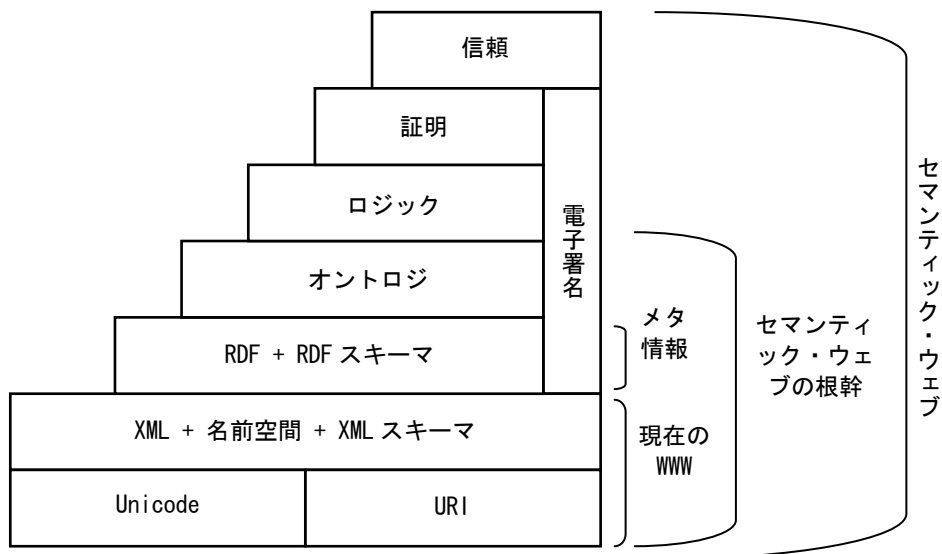 信頼
証明
ロジック
電子署名
オントロジ
RDF + RDF スキーマ
XML + 名前空間 + XML スキーマ
Unicode
URI
メタ
情報
現在の
WWW
セマンティ
ック・ウェ
ブの根幹
セマンティック・ウェブ